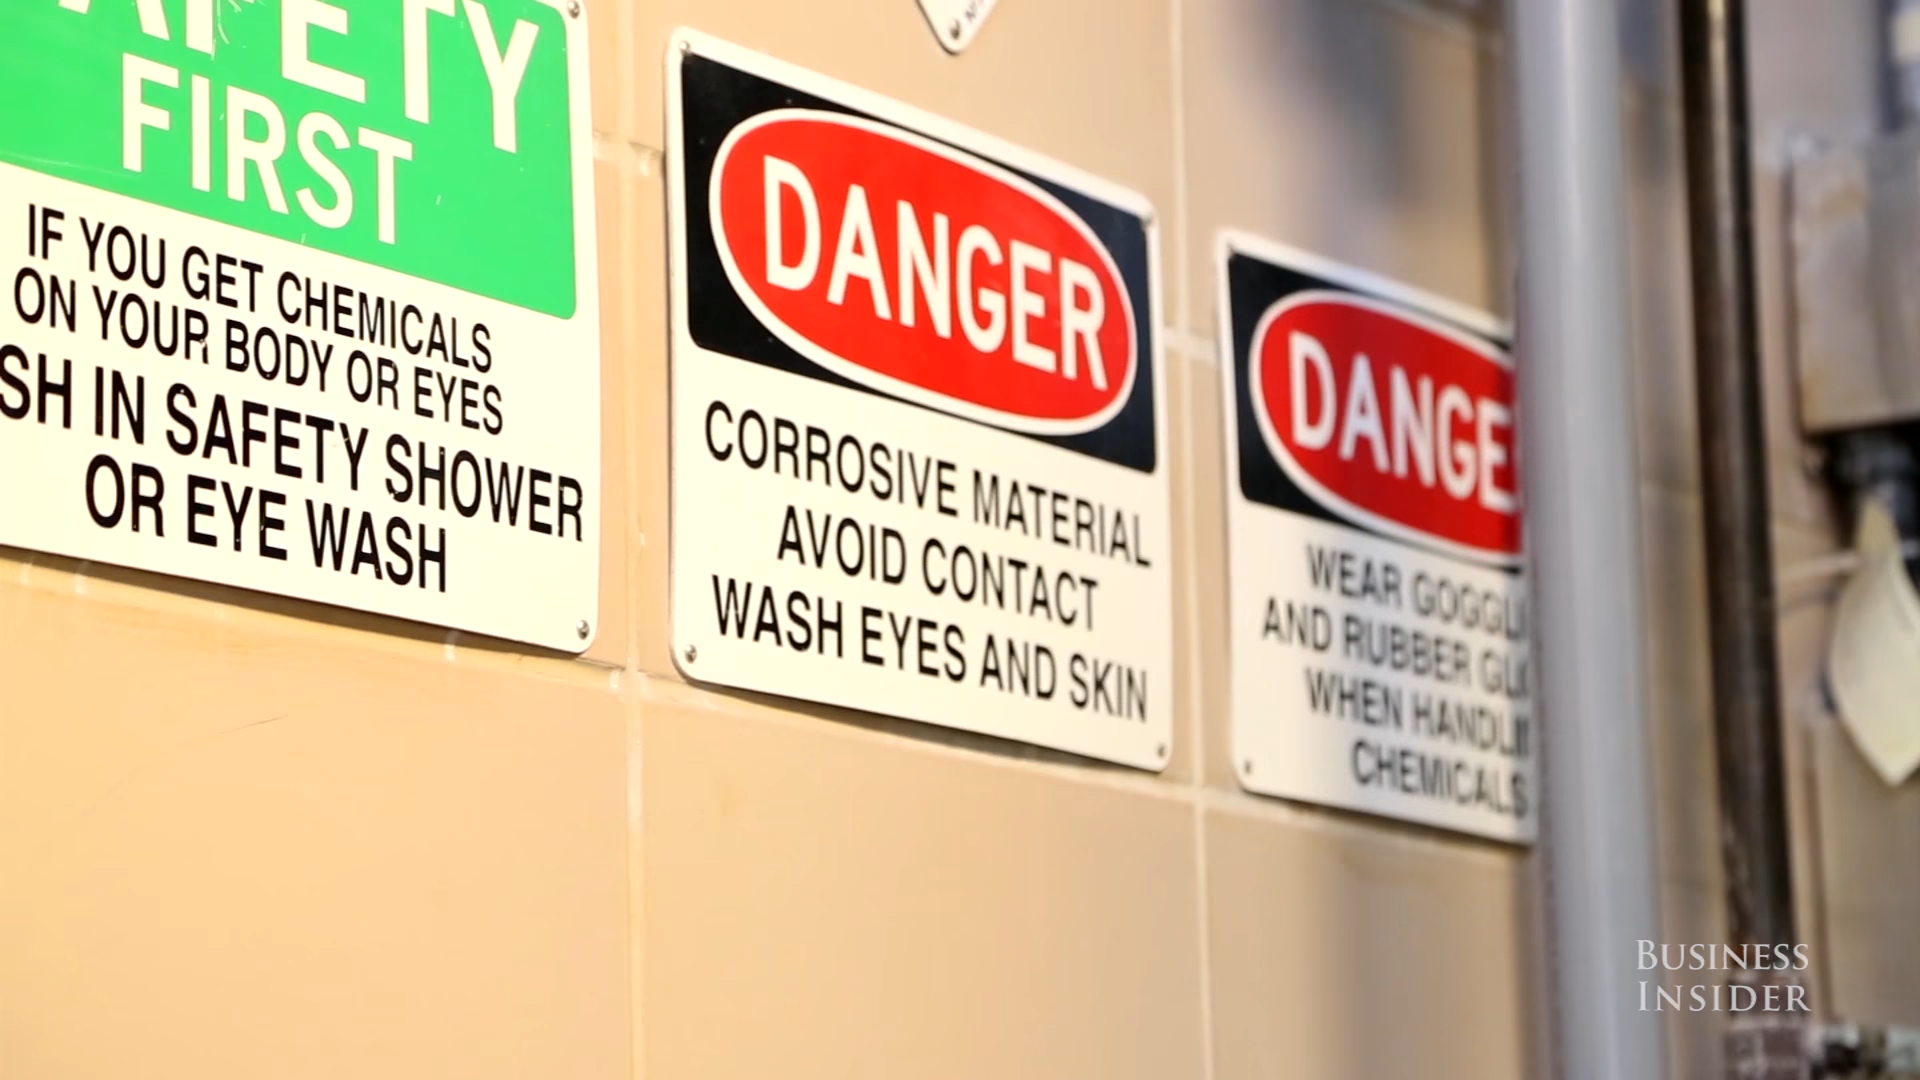 FIRST
IF YOU GET CHEMICALS
ON YOUR BODY OR EYES
IN SAFETY SHOWER
OR EYE WASH
DANGER
CORROSIVE MATERIAL
AVOID CONTACT
WASH EYES AND SKIN
WEAR
AND RUBBER
WHEN
CHEMICALS
BUSINESS
INSIDER